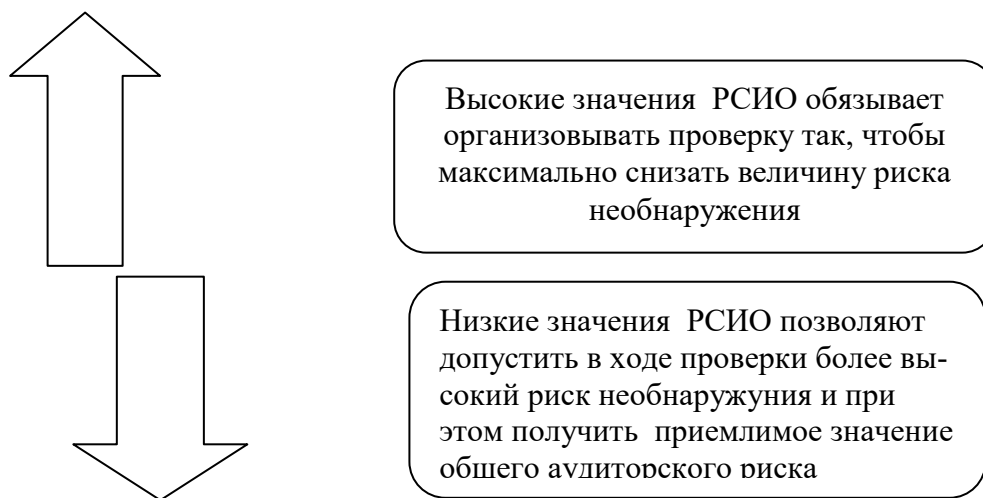 Высокие значения РСИО обязывает
организовывать проверку так, чтобы
максимально снизать величину риска
необнаружения
Низкие значения РСИО позволяют
допустить в ходе проверки более вы-
сокий риск необнаружуния и при
этом получить приемлимое значение
общего аудиторского риска